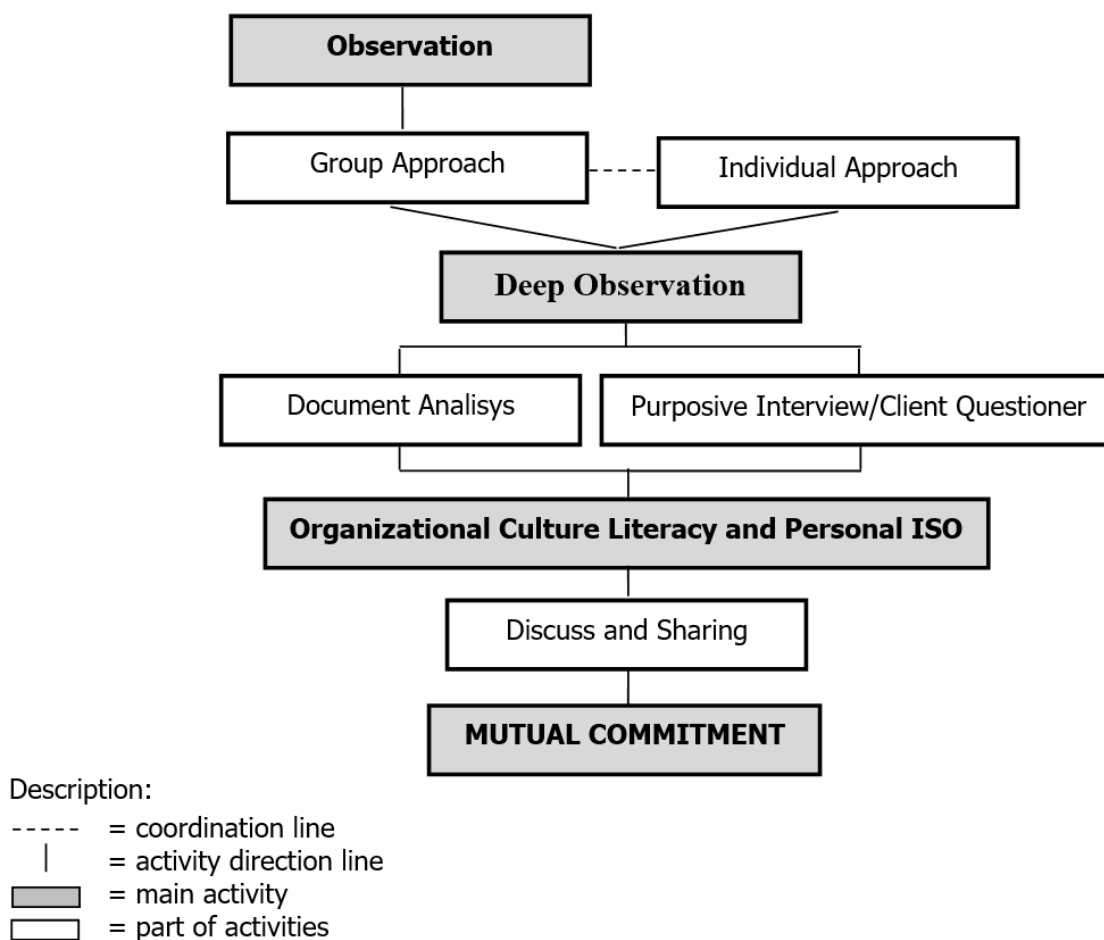 Observation
Group Approach
Individual Approach
Deep Observation
Document Analisys
Purposive Interview/Client Questioner
Organizational Culture Literacy and Personal ISO
Discuss and Sharing
MUTUAL COMMITMENT
Description:
= coordination line
= activity direction line
= main activity
= part of activities